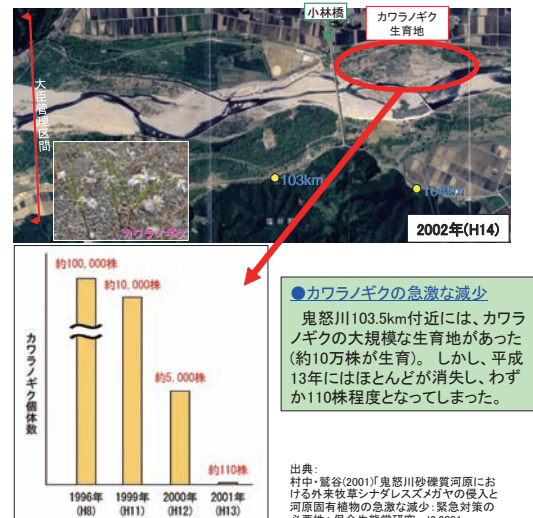 小林橋
カワラノギク
生育地
大臣管理区間
103km
104km
カワラノギク
2002年(H14)
約100,000株
約10,000株
約5,000株
約110株
カワラノギク個体数
1996年
(H8)
1999年
(H11)
2000年
(H12)
2001年
(H13)
●カワラノギクの急激な減少
鬼怒川103.5km付近には、カワラ
ノギクの大規模な生育地があった
(約10万株が生育)。しかし、平成
13年にはほとんどが消失し、わず
か110株程度となってしまった。
出典:
村中・鷲谷(2001)「鬼怒川砂礫質河原にお
ける外来牧草シナダレスズメガヤの侵入と
河原固有植物の急激な減少:緊急対策の